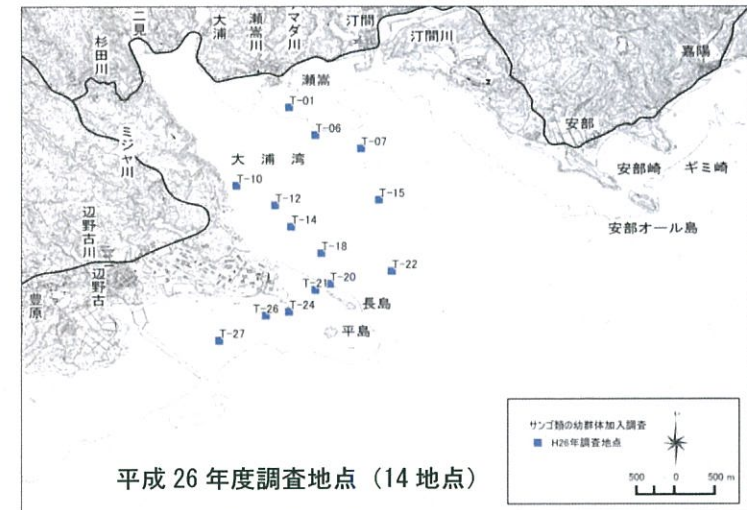 二見
杉田川
大浦
瀬嵩川
マダ川
汀間
汀間川
嘉陽
瀬嵩
T-01
T-06
T-07
安部
ミジャ川
大浦湾
安部崎
ギミ崎
T-10
T-12
T-15
T-14
安部オール島
辺野古川
T-18
辺野古
T-22
豊原
T-21
T-20
長島
T-26
T-24
平島
T-27
サンゴ類の幼群体加入調査
H26年調査地点
500 0 500 m
平成 26 年度調査地点（14 地点）